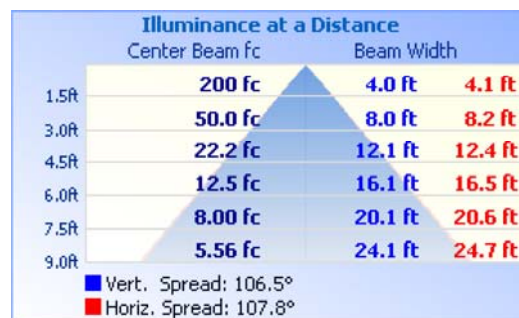 Illuminance at a Distance
Center Beam fc Beam Width
1.5ft 200 fc 4.0 ft 4.1 ft
3.0ft 50.0 fc 8.0 ft 8.2 ft
4.5ft 22.2 fc 12.1 ft 12.4 ft
6.0ft 12.5 fc 16.1 ft 16.5 ft
7.5ft 8.00 fc 20.1 ft 20.6 ft
9.0ft 5.56 fc 24.1 ft 24.7 ft
Vert. Spread: 106.5°
Horiz. Spread: 107.8°